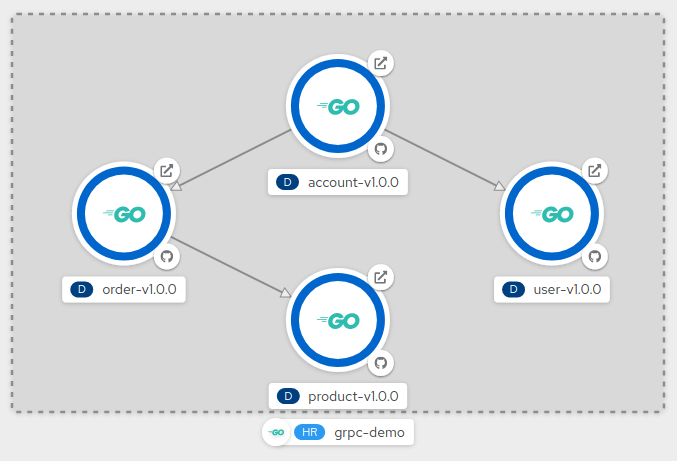 GO
D account-v1.0.0
GO
D order-v1.0.0
GO
D user-v1.0.0
GO
D product-v1.0.0
GO HR grpc-demo